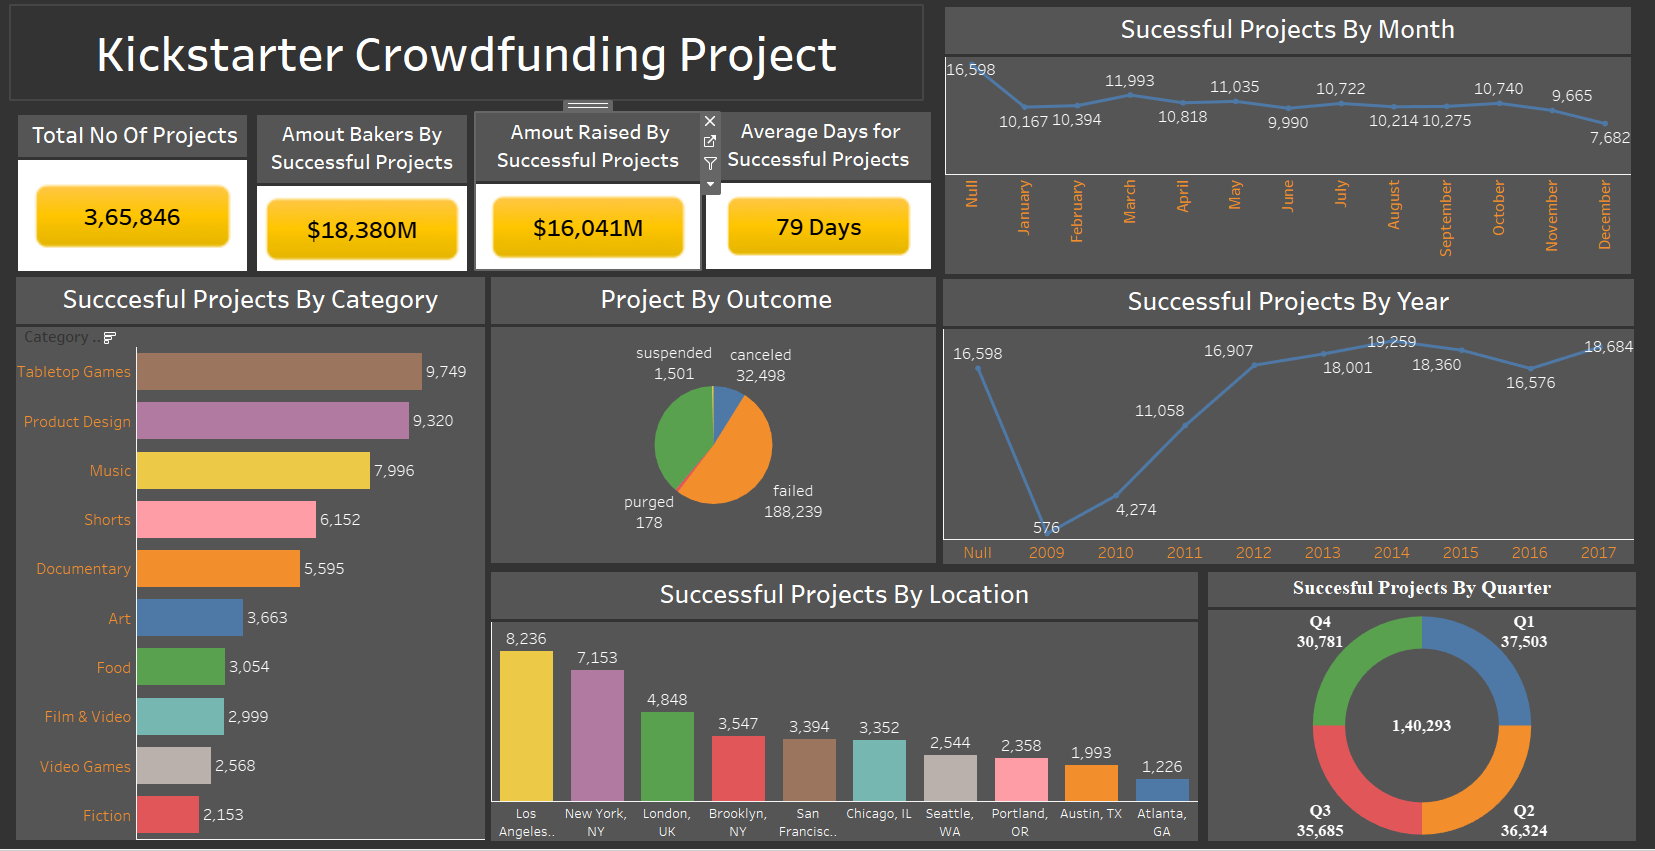 Kickstarter Crowdfunding Project
Total No Of Projects
3,65,846
Amout Bakers By
Successful Projects
$18,380M
Amout Raised By
Successful Projects
$16,041M
Average Days for
Successful Projects
79 Days
Sucessful Projects By Month
16,598
10,167
10,394
11,993
10,818
11,035
9,990
10,722
10,214
10,275
10,740
9,665
7,682
Null
January
February
March
April
May
June
July
August
September
October
November
December
Succcesful Projects By Category
Category ..
Tabletop Games 9,749
Product Design 9,320
Music 7,996
Shorts 6,152
Documentary 5,595
Art 3,663
Food 3,054
Film & Video 2,999
Video Games 2,568
Fiction 2,153
Project By Outcome
suspended
1,501
canceled
32,498
purged
178
failed
188,239
Successful Projects By Year
16,598
576
4,274
11,058
16,907
18,001
19,259
18,360
16,576
18,684
Null 2009 2010 2011 2012 2013 2014 2015 2016 2017
Successful Projects By Location
8,236
7,153
4,848
3,547
3,394
3,352
2,544
2,358
1,993
1,226
Los
Angeles..
New York,
NY
London,
UK
Brooklyn,
NY
San
Francisc..
Chicago, IL
Seattle,
WA
Portland,
OR
Austin, TX
Atlanta,
GA
Succesful Projects By Quarter
Q4
30,781
Q1
37,503
1,40,293
Q3
35,685
Q2
36,324